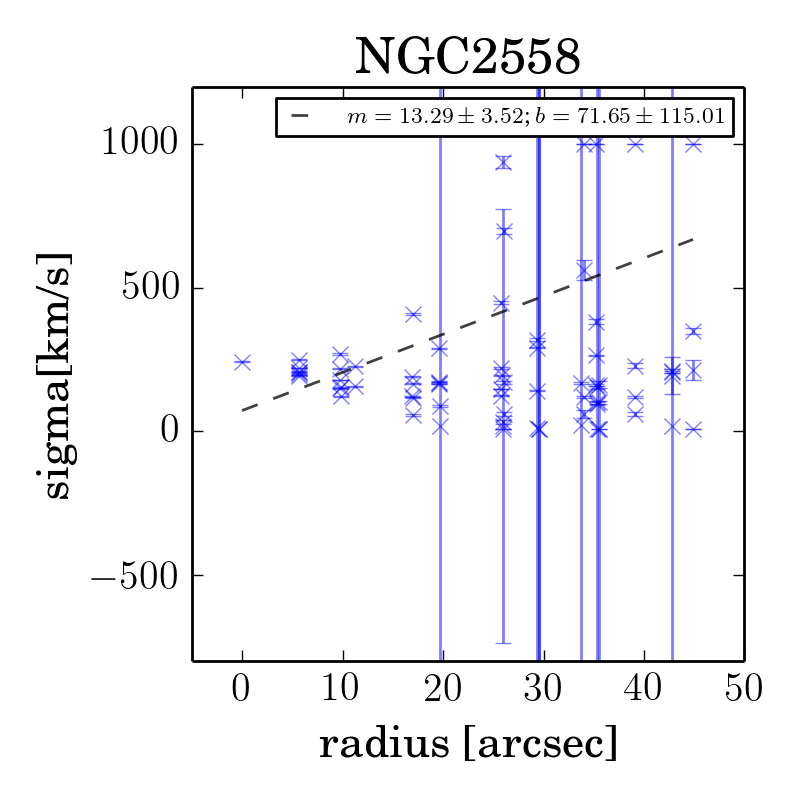 NGC2558
m = 13.29 ± 3.52; b = 71.65 ± 115.01
1000
500
0
−500
sigma[km/s]
0 10 20 30 40 50
radius [arcsec]